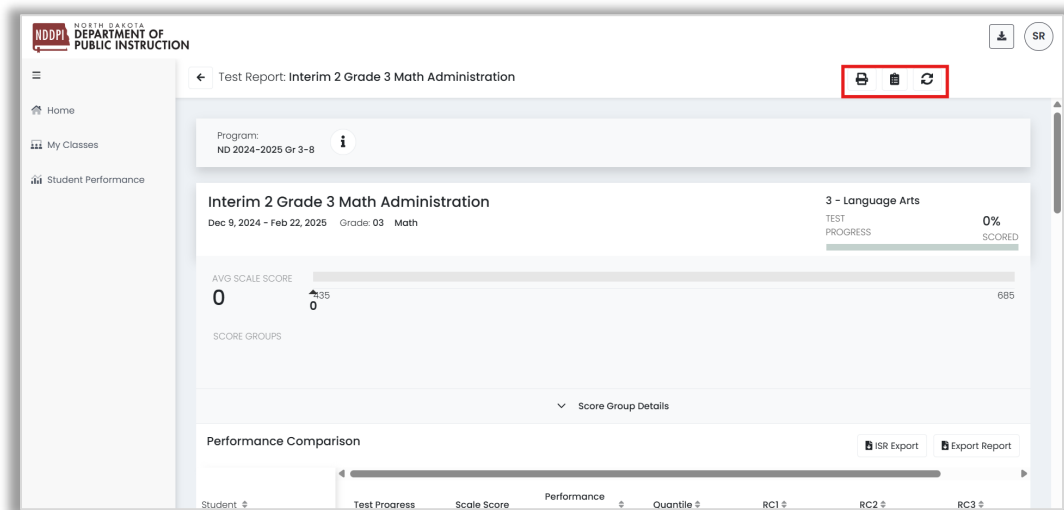 NDDPI
NORTH DAKOTA
DEPARTMENT OF
PUBLIC INSTRUCTION
SR
Test Report: Interim 2 Grade 3 Math Administration
Home
My Classes
Student Performance
Program:
ND 2024-2025 Gr 3-8
Interim 2 Grade 3 Math Administration
Dec 9, 2024 - Feb 22, 2025 Grade: 03 Math
3 - Language Arts
TEST
PROGRESS
0%
SCORED
AVG SCALE SCORE
0
435
685
0
SCORE GROUPS
Score Group Details
Performance Comparison
ISR Export
Export Report
Student
Test Progress
Scale Score
Performance
Quantile
RC1
RC2
RC3